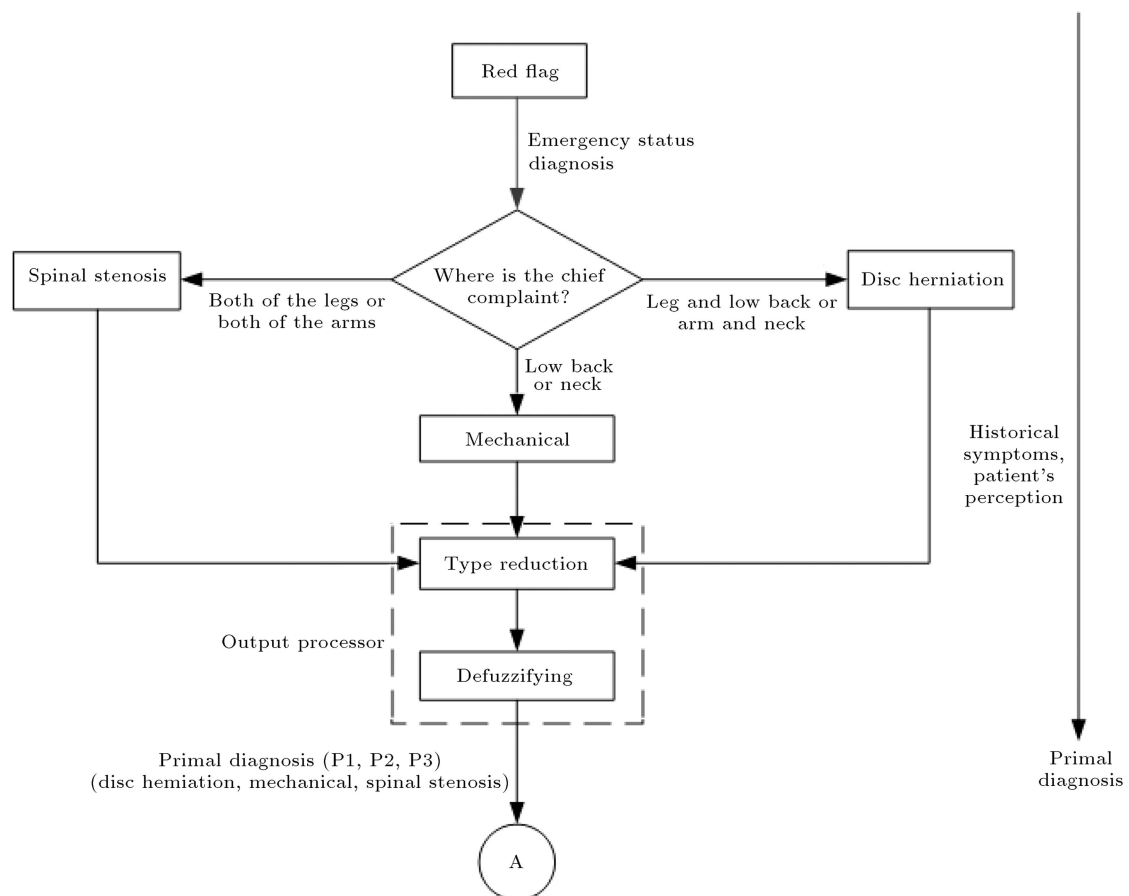 Red flag
Emergency status
diagnosis
Where is the chief
complaint?
Spinal stenosis
Both of the legs or
both of the arms
Disc herniation
Leg and low back or
arm and neck
Low back
or neck
Mechanical
Historical
symptoms,
patient's
perception
Type reduction
Output processor
Defuzzifying
Primal diagnosis (P1, P2, P3)
(disc hemiation, mechanical, spinal stenosis)
Primal
diagnosis
A